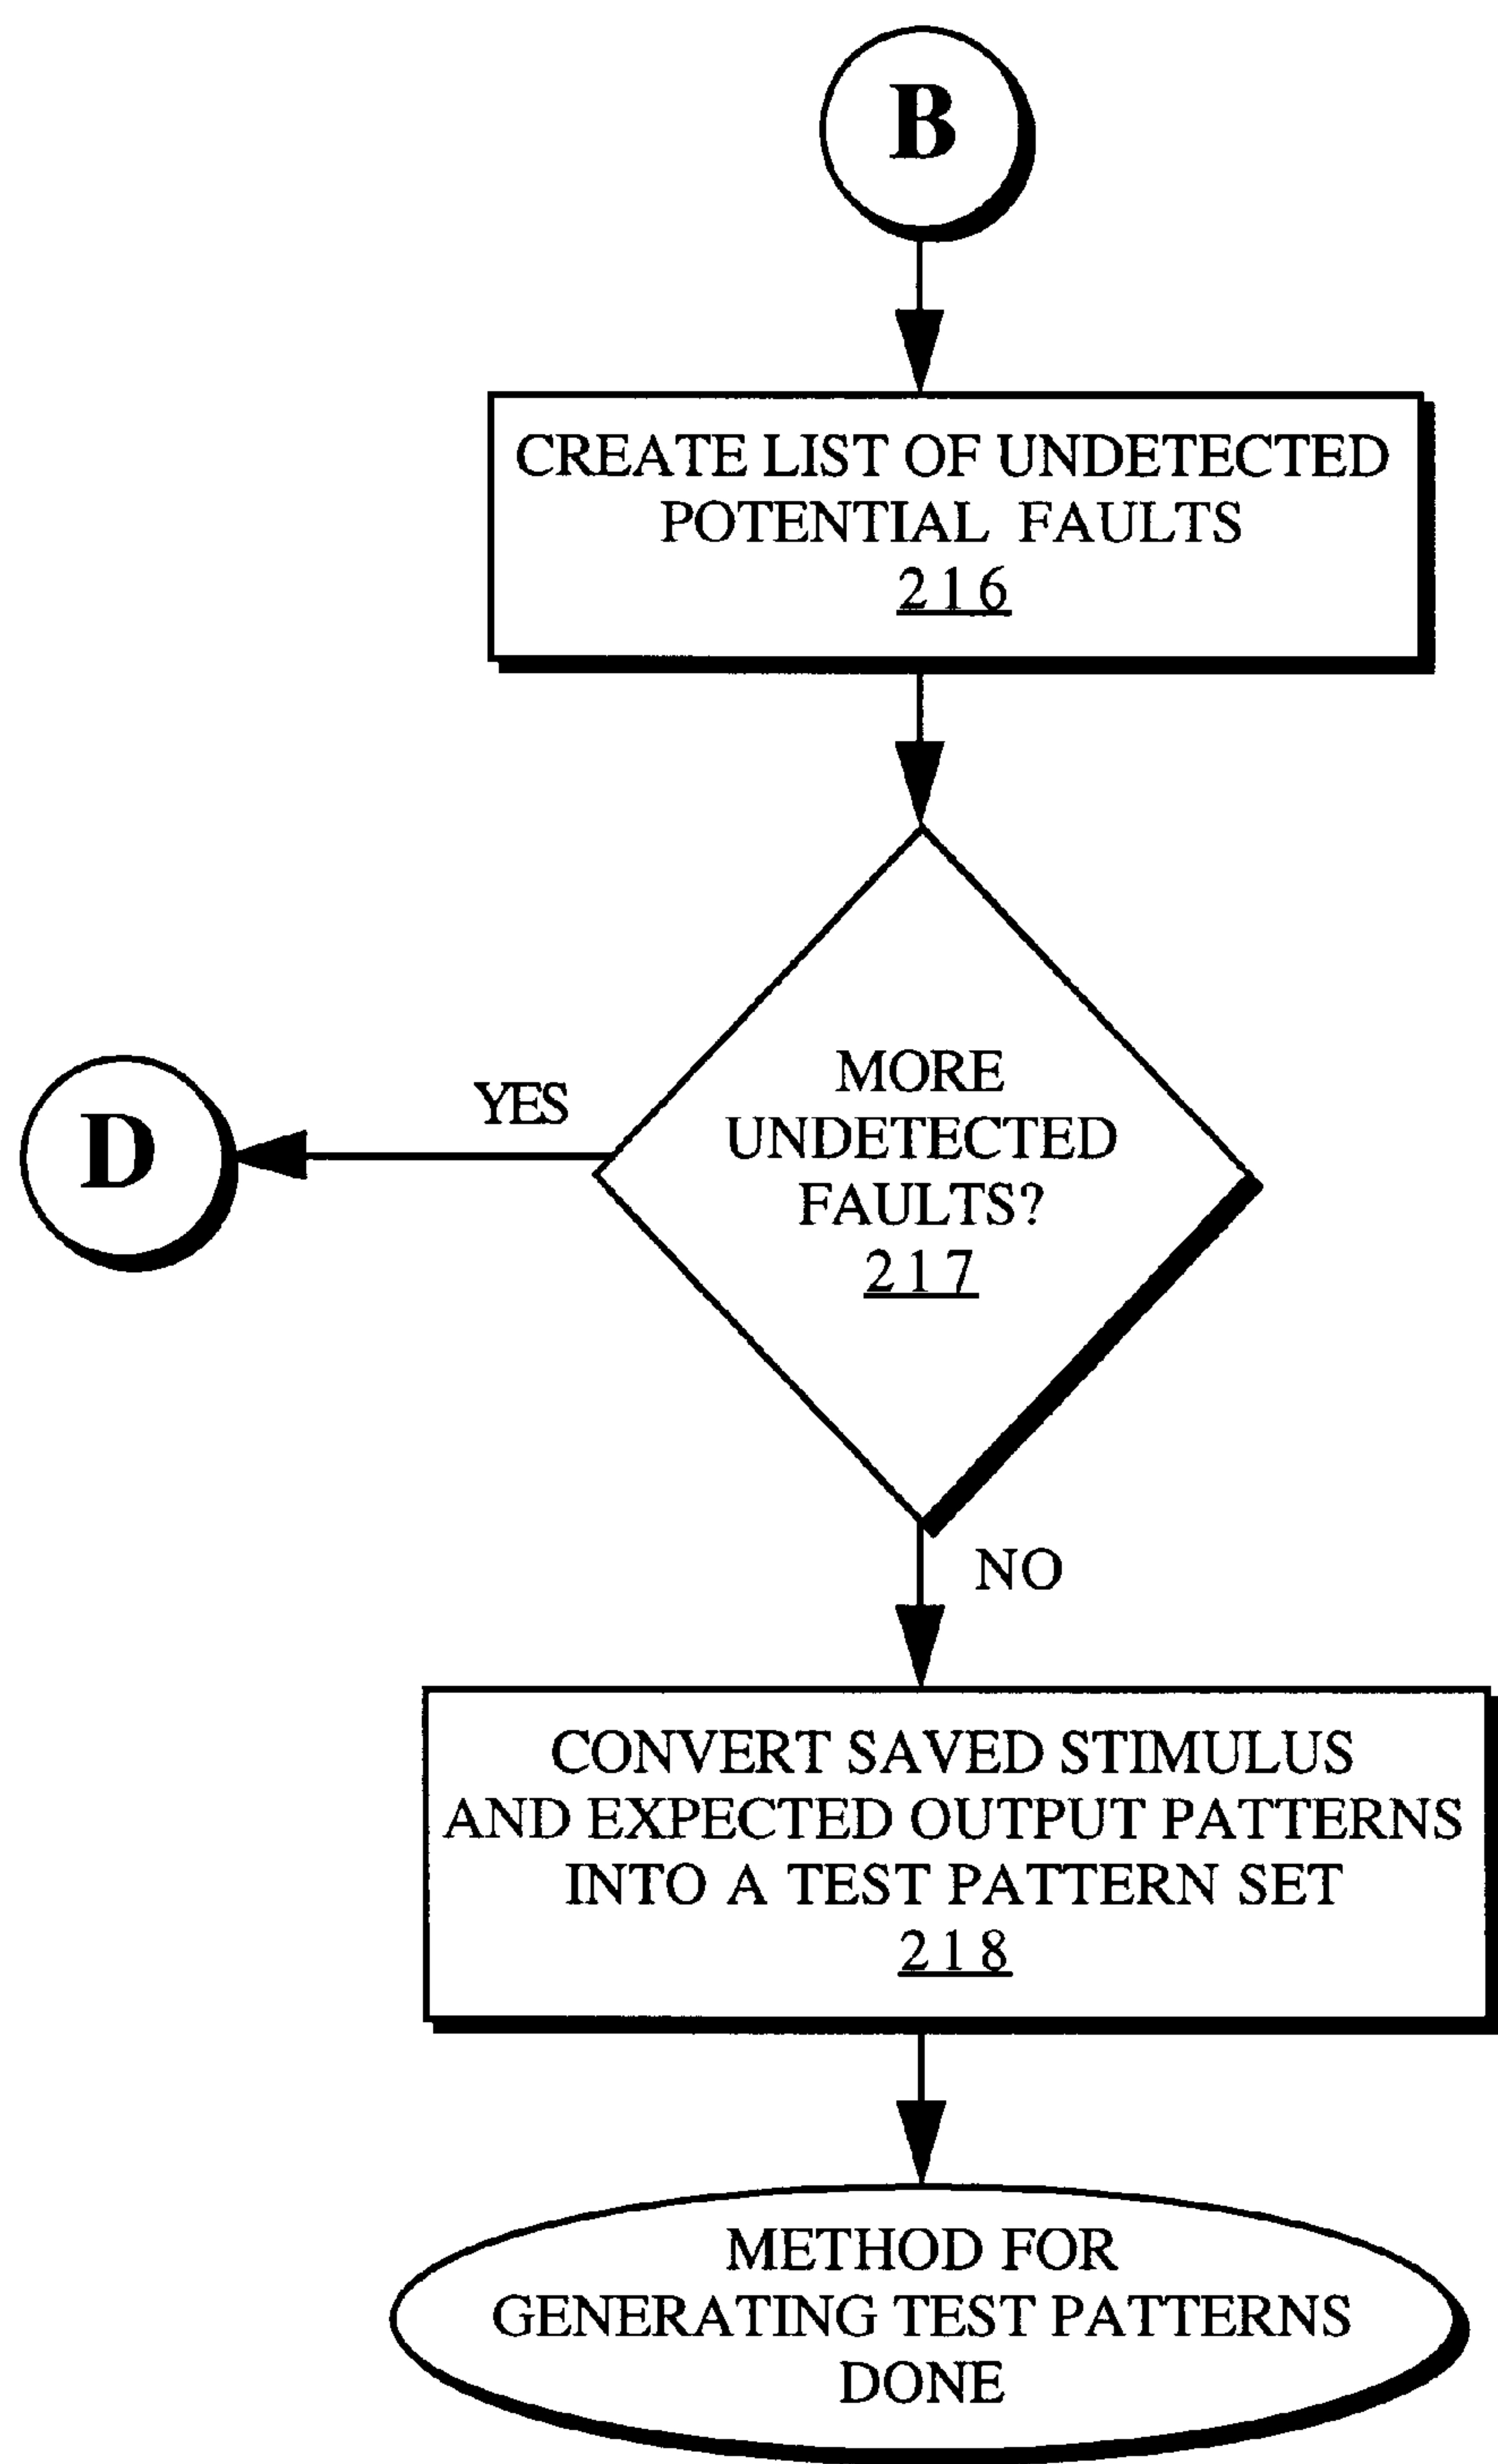 B
CREATE LIST OF UNDETECTED
POTENTIAL FAULTS
216
MORE
UNDETECTED
FAULTS?
217
YES
D
NO
CONVERT SAVED STIMULUS
AND EXPECTED OUTPUT PATTERNS
INTO A TEST PATTERN SET
218
METHOD FOR
GENERATING TEST PATTERNS
DONE